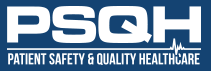 PSQH
PATIENT SAFETY & QUALITY HEALTHCARE